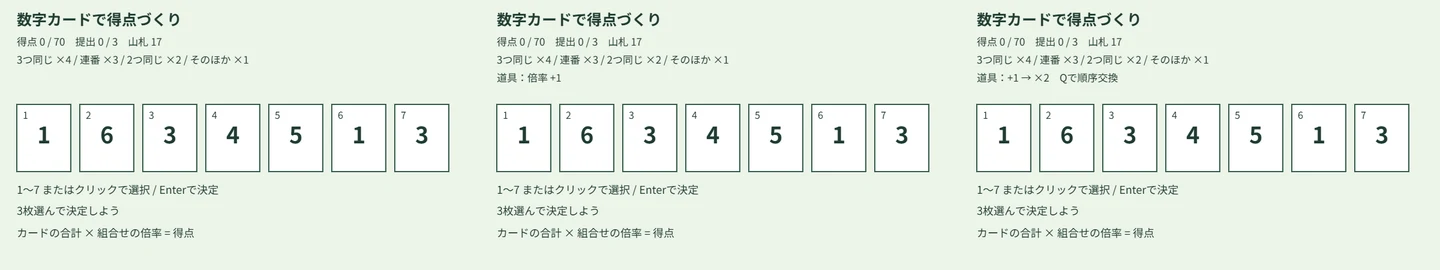 数字カードで得点づくり
得点 0 / 70　提出 0 / 3　山札 17
3つ同じ ×4 / 連番 ×3 / 2つ同じ ×2 / そのほか ×1
1 2 3 4 5 6 7
1 6 3 4 5 1 3
1〜7 またはクリックで選択 / Enterで決定
3枚選んで決定しよう
カードの合計 × 組合せの倍率 = 得点
数字カードで得点づくり
得点 0 / 70　提出 0 / 3　山札 17
3つ同じ ×4 / 連番 ×3 / 2つ同じ ×2 / そのほか ×1
道具：倍率 +1
1 2 3 4 5 6 7
1 6 3 4 5 1 3
1〜7 またはクリックで選択 / Enterで決定
3枚選んで決定しよう
カードの合計 × 組合せの倍率 = 得点
数字カードで得点づくり
得点 0 / 70　提出 0 / 3　山札 17
3つ同じ ×4 / 連番 ×3 / 2つ同じ ×2 / そのほか ×1
道具：+1 → ×2　Qで順序交換
1 2 3 4 5 6 7
1 6 3 4 5 1 3
1〜7 またはクリックで選択 / Enterで決定
3枚選んで決定しよう
カードの合計 × 組合せの倍率 = 得点